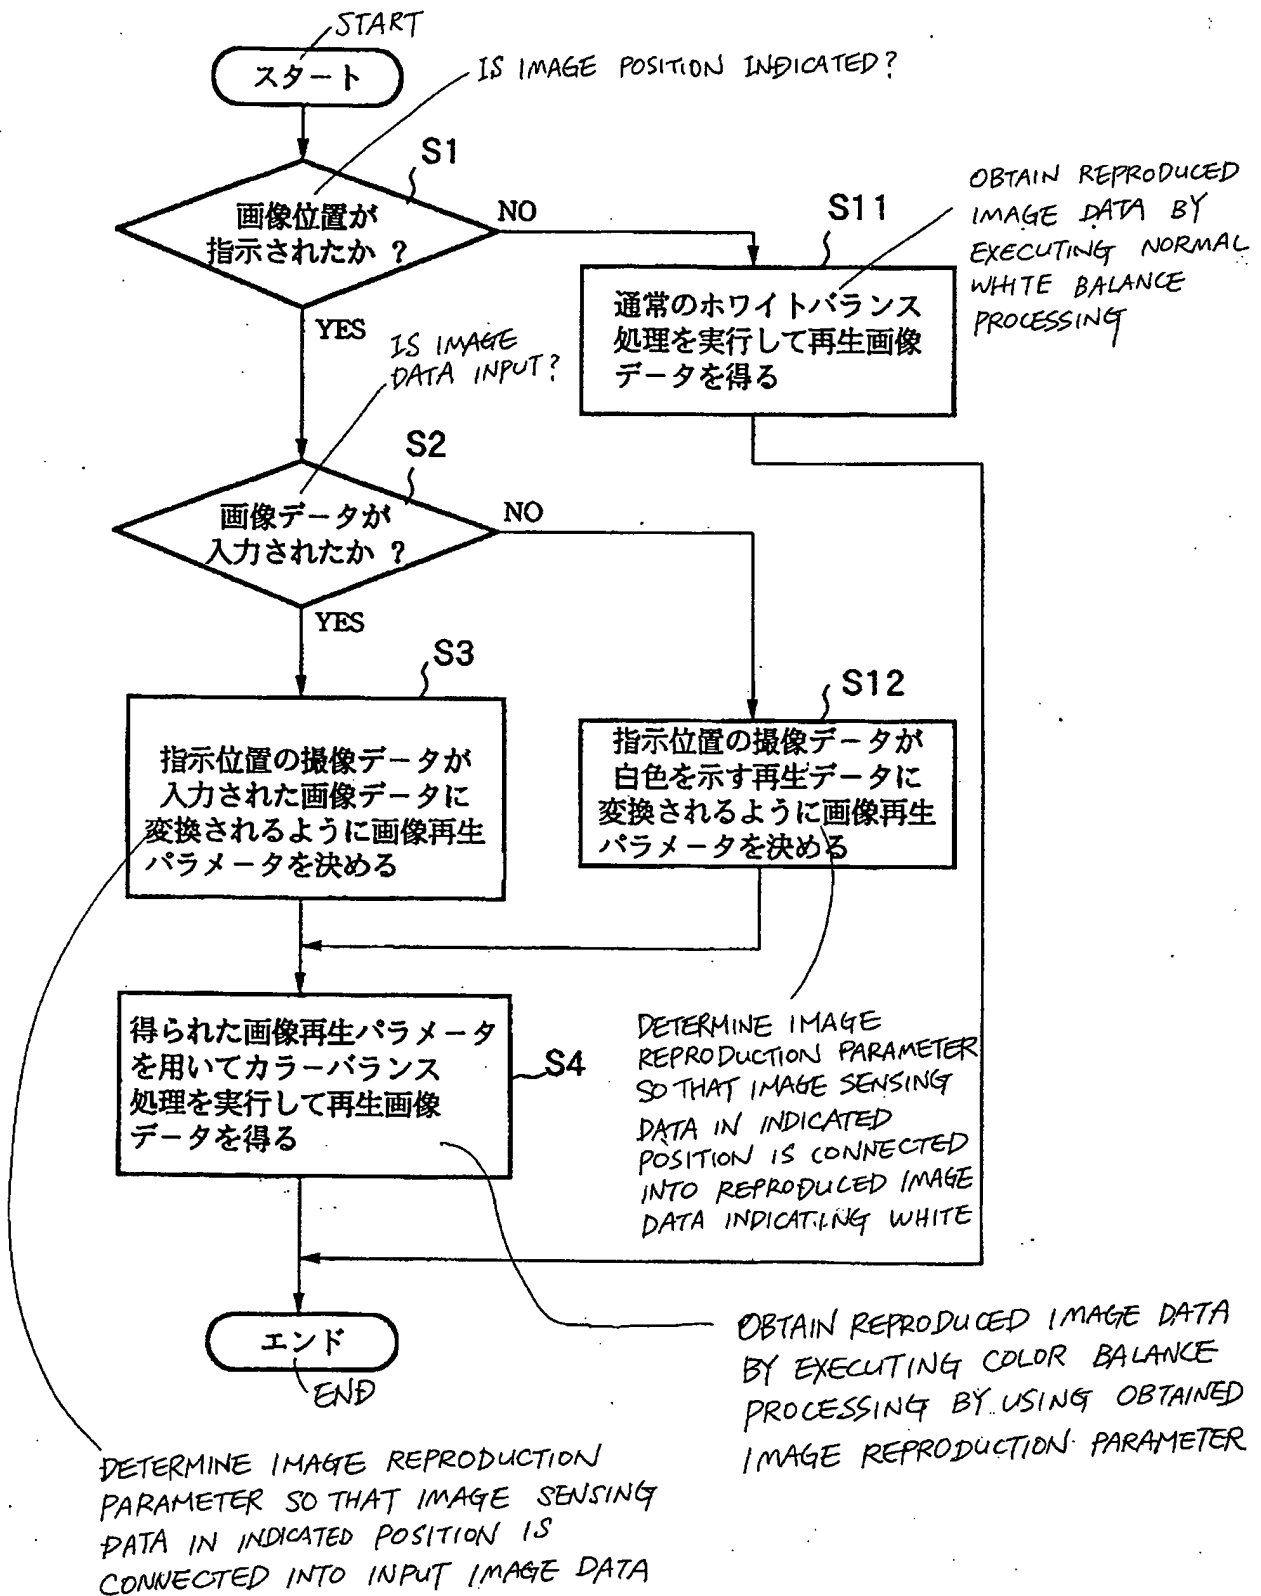 START
スタート
IS IMAGE POSITION INDICATED?
S1
画像位置が
指示されたか ?
NO
YES
S11
OBTAIN REPRODUCED
IMAGE DATA BY
EXECUTING NORMAL
WHITE BALANCE
PROCESSING
通常のホワイトバランス
処理を実行して再生画像
データを得る
IS IMAGE
DATA INPUT?
S2
画像データが
入力されたか ?
NO
YES
S3
指示位置の撮像データが
入力された画像データに
変換されるように画像再生
パラメータを決める
S12
指示位置の撮像データが
白色を示す再生データに
変換されるように画像再生
パラメータを決める
得られた画像再生パラメータ
を用いてカラーバランス
処理を実行して再生画像
データを得る
S4
DETERMINE IMAGE
REPRODUCTION PARAMETER
SO THAT IMAGE SENSING
DATA IN INDICATED
POSITION IS CONNECTED
INTO REPRODUCED IMAGE
DATA INDICATING WHITE
エンド
END
OBTAIN REPRODUCED IMAGE DATA
BY EXECUTING COLOR BALANCE
PROCESSING BY USING OBTAINED
IMAGE REPRODUCTION PARAMETER
DETERMINE IMAGE REPRODUCTION
PARAMETER SO THAT IMAGE SENSING
DATA IN INDICATED POSITION IS
CONNECTED INTO INPUT IMAGE DATA